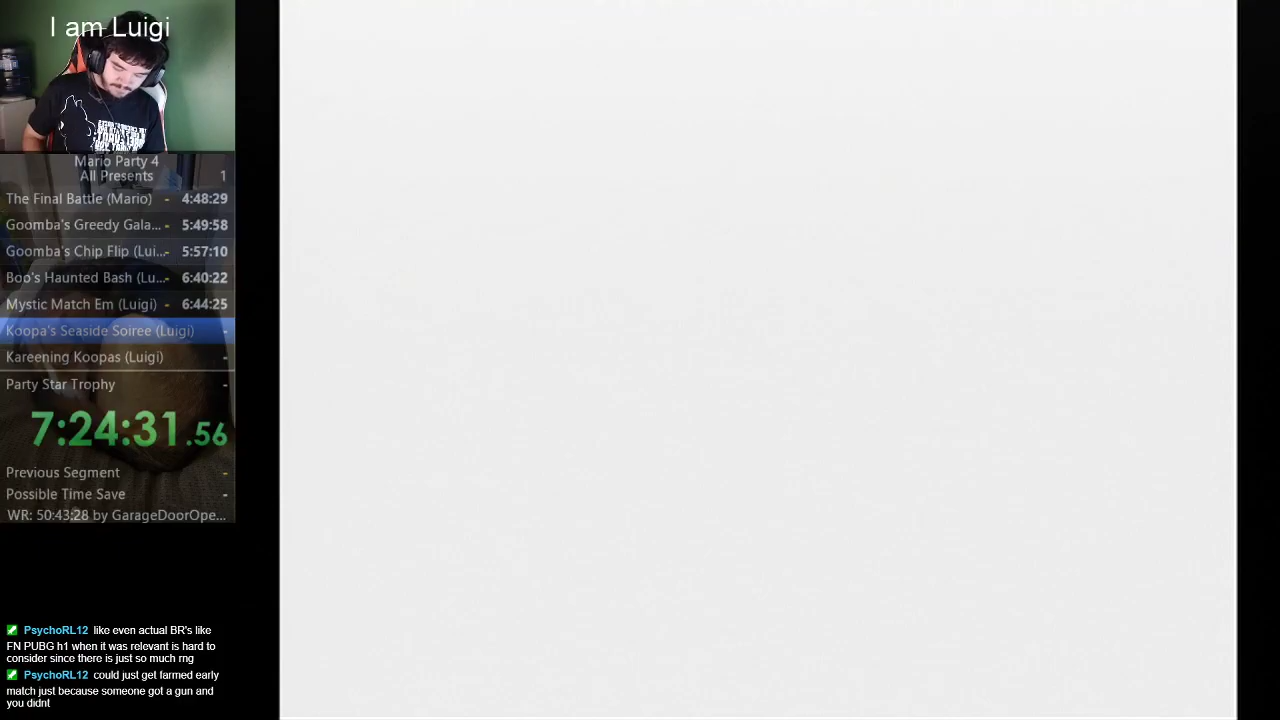 I am Luigi
Mario Party 4
All Presents 1
The Final Battle (Mario) - 4:48:29
Goomba's Greedy Gala... - 5:49:58
Goomba's Chip Flip (Lui... - 5:57:10
Boo's Haunted Bash (Lu... - 6:40:22
Mystic Match Em (Luigi) - 6:44:25
Koopa's Seaside Soiree (Luigi) -
Kareening Koopas (Luigi) -
Party Star Trophy -
7:24:31.56
Previous Segment -
Possible Time Save -
WR: 50:43:28 by GarageDoorOpe...
PsychoRL12 like even actual BR's like
FN PUBG h1 when it was relevant is hard to
consider since there is just so much rng
PsychoRL12 could just get farmed early
match just because someone got a gun and
you didnt